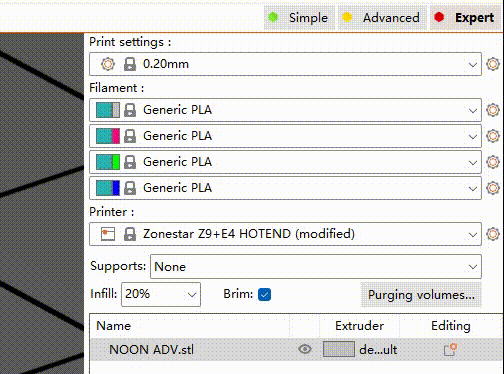 Simple Advanced Expert
Print settings :
0.20mm
Filament :
Generic PLA
Generic PLA
Generic PLA
Generic PLA
Printer :
Zonestar Z9+E4 HOTEND (modified)
Supports: None
Infill: 20% Brim: Purging volumes...
Name Extruder Editing
NOON ADV.stl de...ult